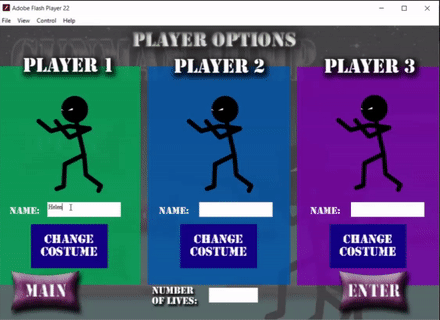 Adobe Flash Player 22
File View Control Help
PLAYER OPTIONS
PLAYER 1 PLAYER 2 PLAYER 3
NAME: Helen NAME: NAME:
CHANGE COSTUME CHANGE COSTUME CHANGE COSTUME
MAIN
NUMBER OF LIVES:
ENTER